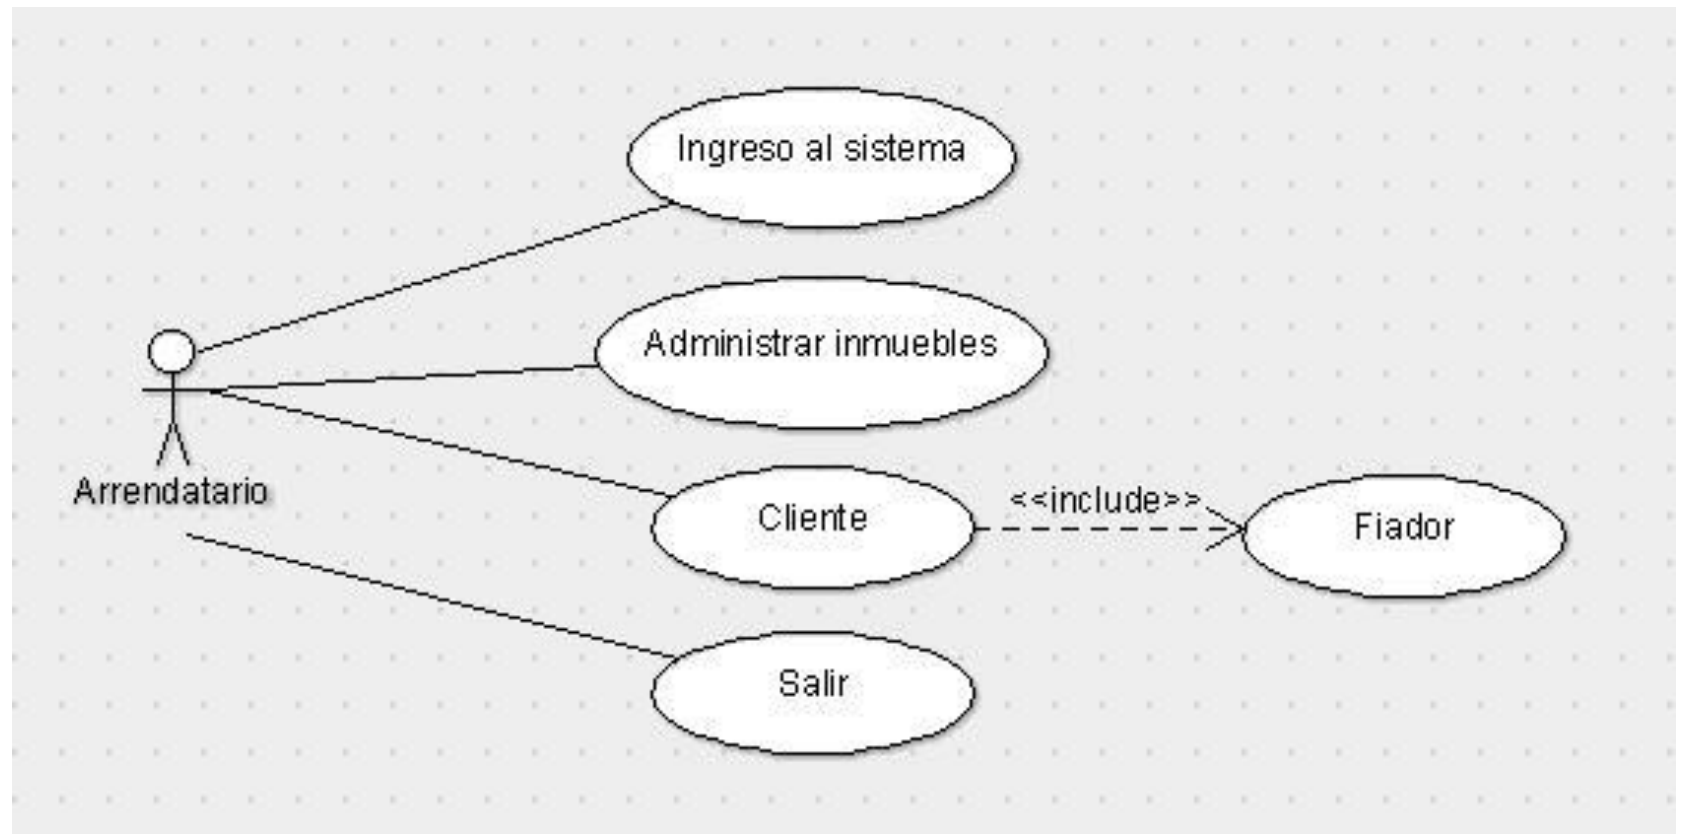 Ingreso al sistema
Administrar inmuebles
Arrendatario
Cliente
<<include>>
Fiador
Salir